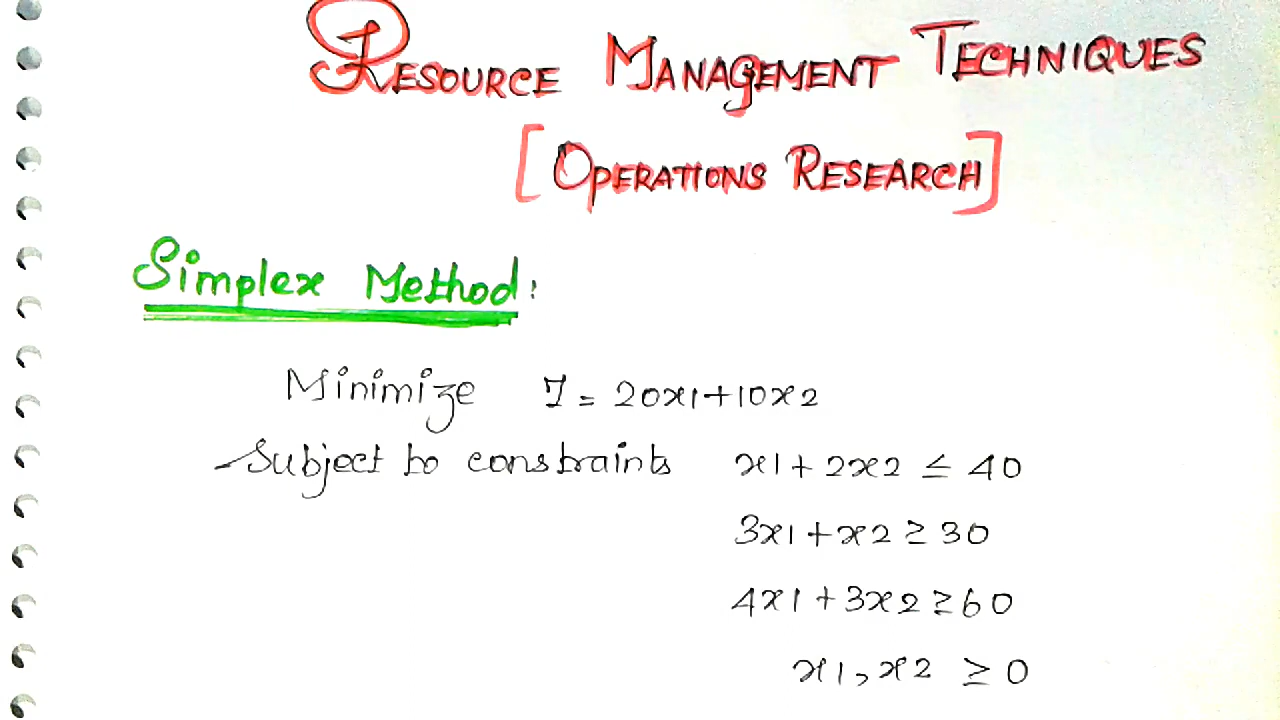 RESOURCE MANAGEMENT TECHNIQUES
[OPERATIONS RESEARCH]
Simplex Method:
Minimize Z = 20x1+10x2
Subject to constraints x1 + 2x2 ≤ 40
3x1 + x2 ≥ 30
4x1 + 3x2 ≥ 60
x1, x2 ≥ 0